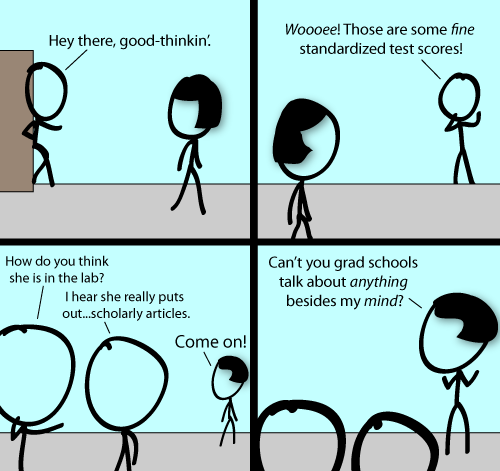 Hey there, good-thinkin'.
Woooee! Those are some fine
standardized test scores!
How do you think
she is in the lab?
I hear she really puts
out...scholarly articles.
Come on!
Can't you grad schools
talk about anything
besides my mind?